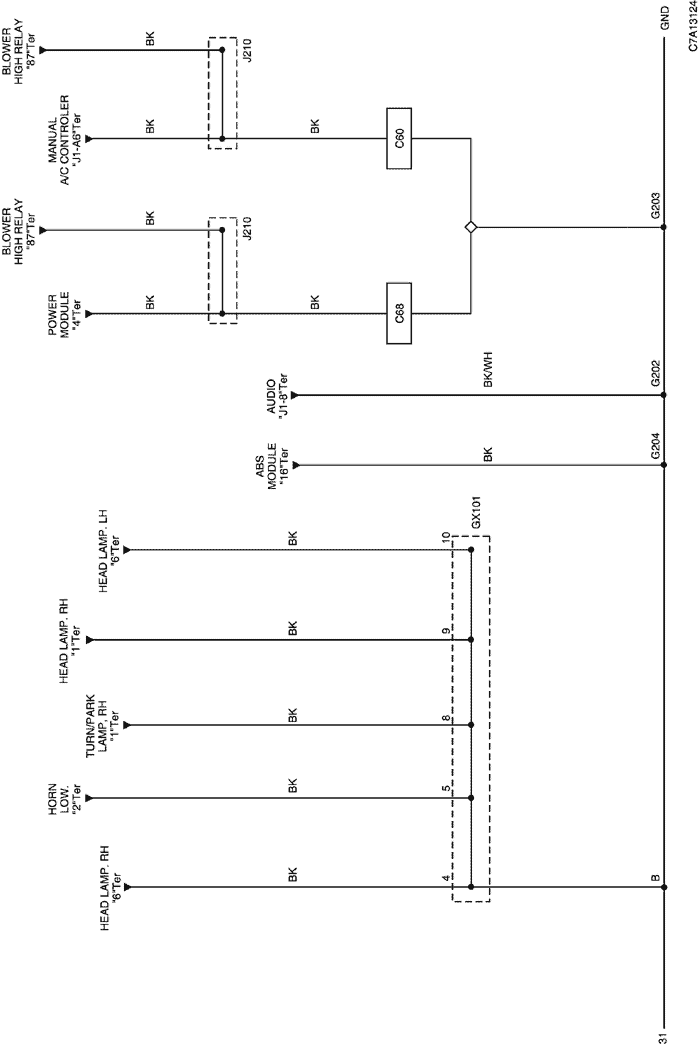 HEAD LAMP. RH
"6"Ter
HORN
LOW.
"2"Ter
TURN/PARK
LAMP, RH
"1"Ter
HEAD LAMP. RH
"1"Ter
HEAD LAMP. LH
"6"Ter
ABS
MODULE
"16"Ter
AUDIO
"J1-8"Ter
POWER
MODULE
"4"Ter
BLOWER
HIGH RELAY
"87"Ter
MANUAL
A/C CONTROLER
"J1-A6"Ter
BLOWER
HIGH RELAY
"87"Ter
BK
BK
BK
BK
BK
BK
BK
BK
BK
J210
J210
BK
BK
4
5
8
9
10
GX101
BK
BK/WH
C68
C60
31
B
G204
G202
G203
GND
C7A13124